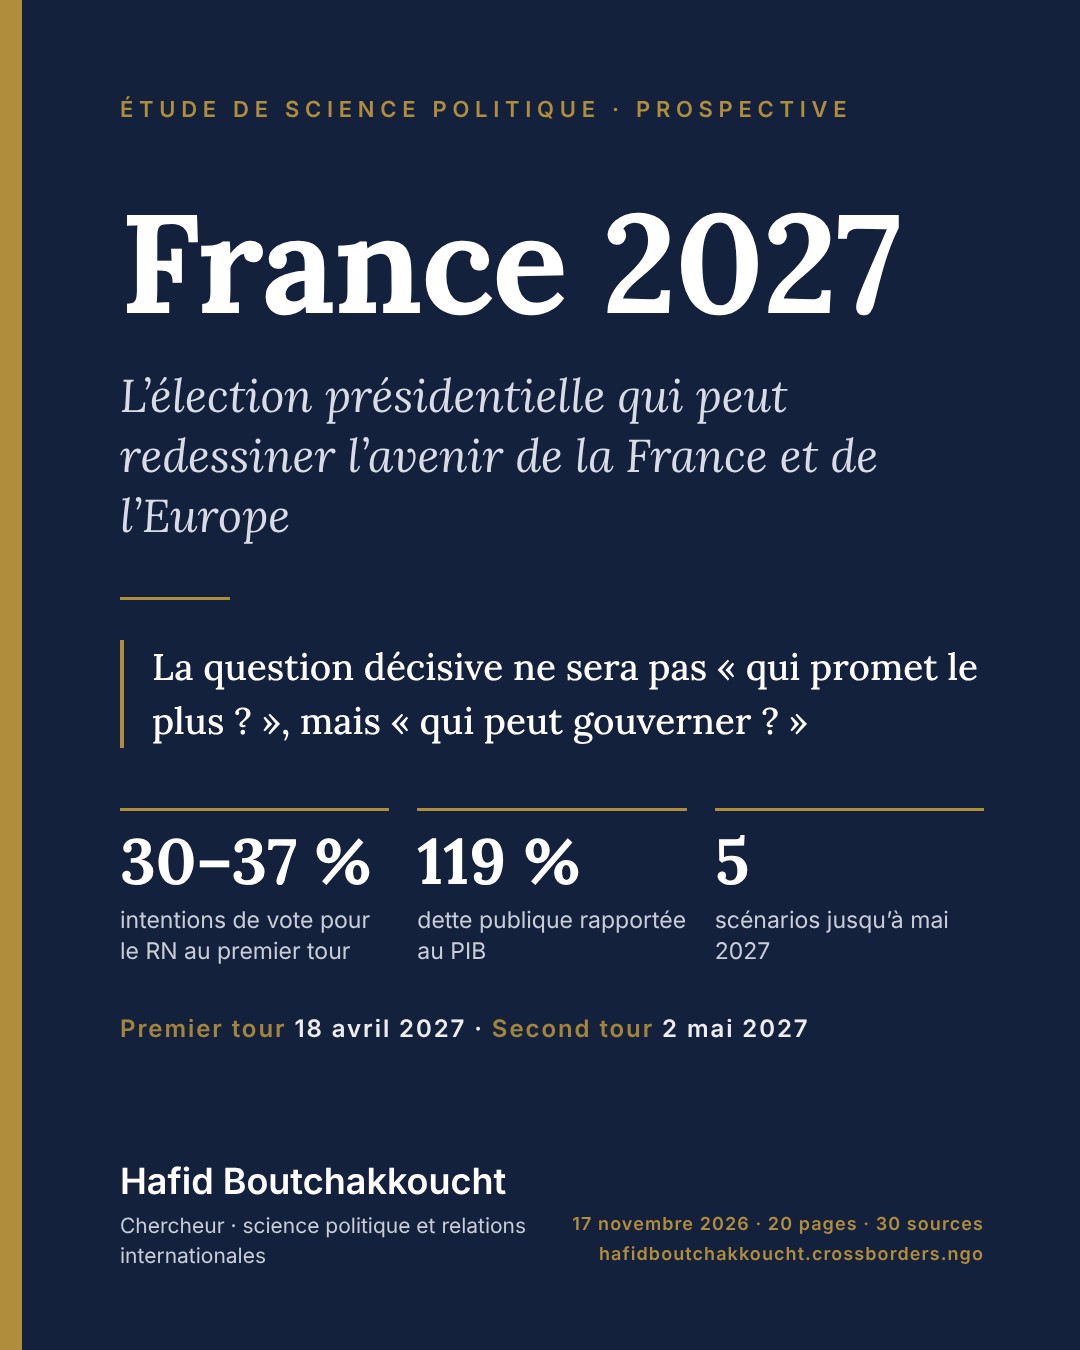 ÉTUDE DE SCIENCE POLITIQUE · PROSPECTIVE
France 2027
L’élection présidentielle qui peut
redessiner l’avenir de la France et de
l’Europe
La question décisive ne sera pas « qui promet le
plus ? », mais « qui peut gouverner ? »
30–37 %
intentions de vote pour
le RN au premier tour
119 %
dette publique rapportée
au PIB
5
scénarios jusqu’à mai
2027
Premier tour 18 avril 2027 · Second tour 2 mai 2027
Hafid Boutchakkoucht
Chercheur · science politique et relations
internationales
17 novembre 2026 · 20 pages · 30 sources
hafidboutchakkoucht.crossborders.ngo